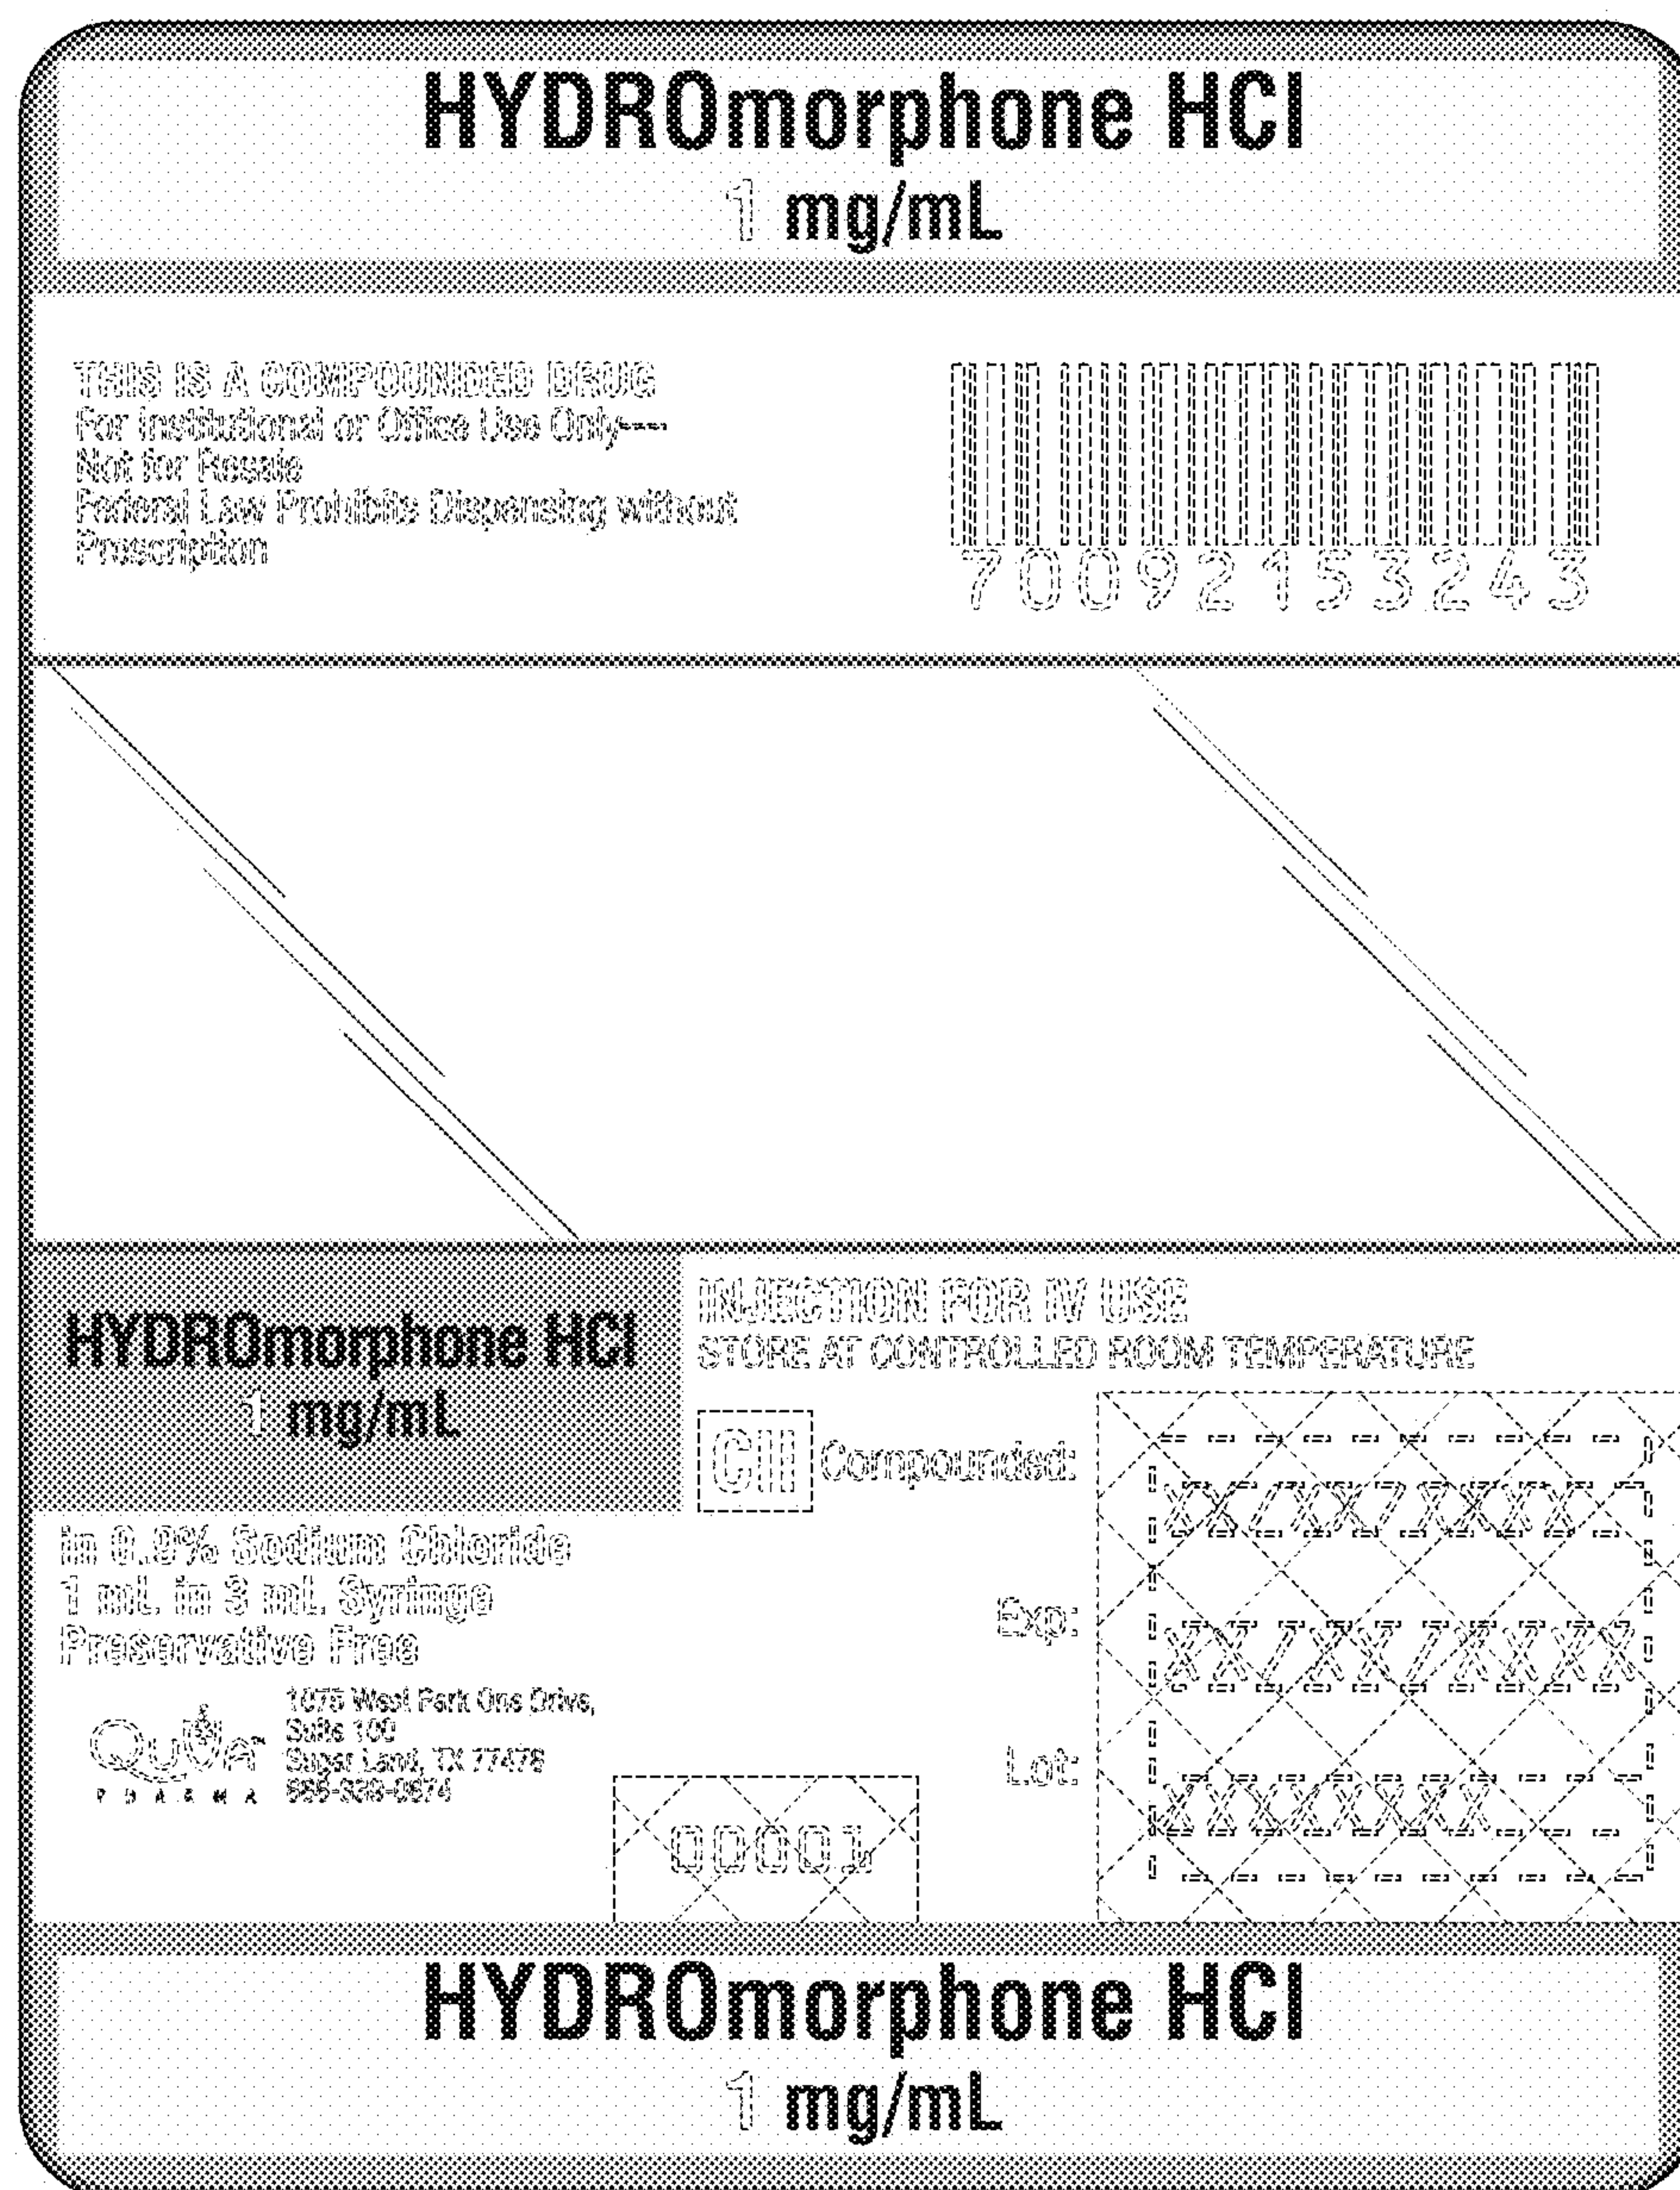 HYDROmorphone HCl
1 mg/mL
THIS IS A COMPOUNDED DRUG
For Institutional or Office Use Only—
Not for Resale
Federal Law Prohibits Dispensing without
Prescription
70092153243
HYDROmorphone HCl
1 mg/mL
in 0.9% Sodium Chloride
1 mL in 3 mL Syringe
Preservative Free
QuVa
PHARMA
1075 West Park One Drive,
Suite 100
Sugar Land, TX 77478
INJECTION FOR IV USE
STORE AT CONTROLLED ROOM TEMPERATURE
CII Compounded:
XX/XX/XXXX
Exp:
XX/XX/XXXX
Lot:
XXXXXXXX
00001
HYDROmorphone HCl
1 mg/mL